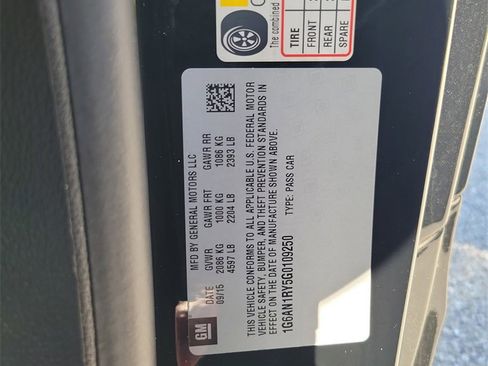 The combined
TIRE
FRONT
REAR
SPARE
MFD BY GENERAL MOTORS LLC
DATE GVWR GAWR FRT GAWR RR
09/15 2086 KG 1000 KG 1086 KG
4597 LB 2204 LB 2393 LB
THIS VEHICLE CONFORMS TO ALL APPLICABLE U.S. FEDERAL MOTOR
VEHICLE SAFETY, BUMPER, AND THEFT PREVENTION STANDARDS IN
EFFECT ON THE DATE OF MANUFACTURE SHOWN ABOVE.
1G6AN1RY5G0109250 TYPE: PASS CAR
GM